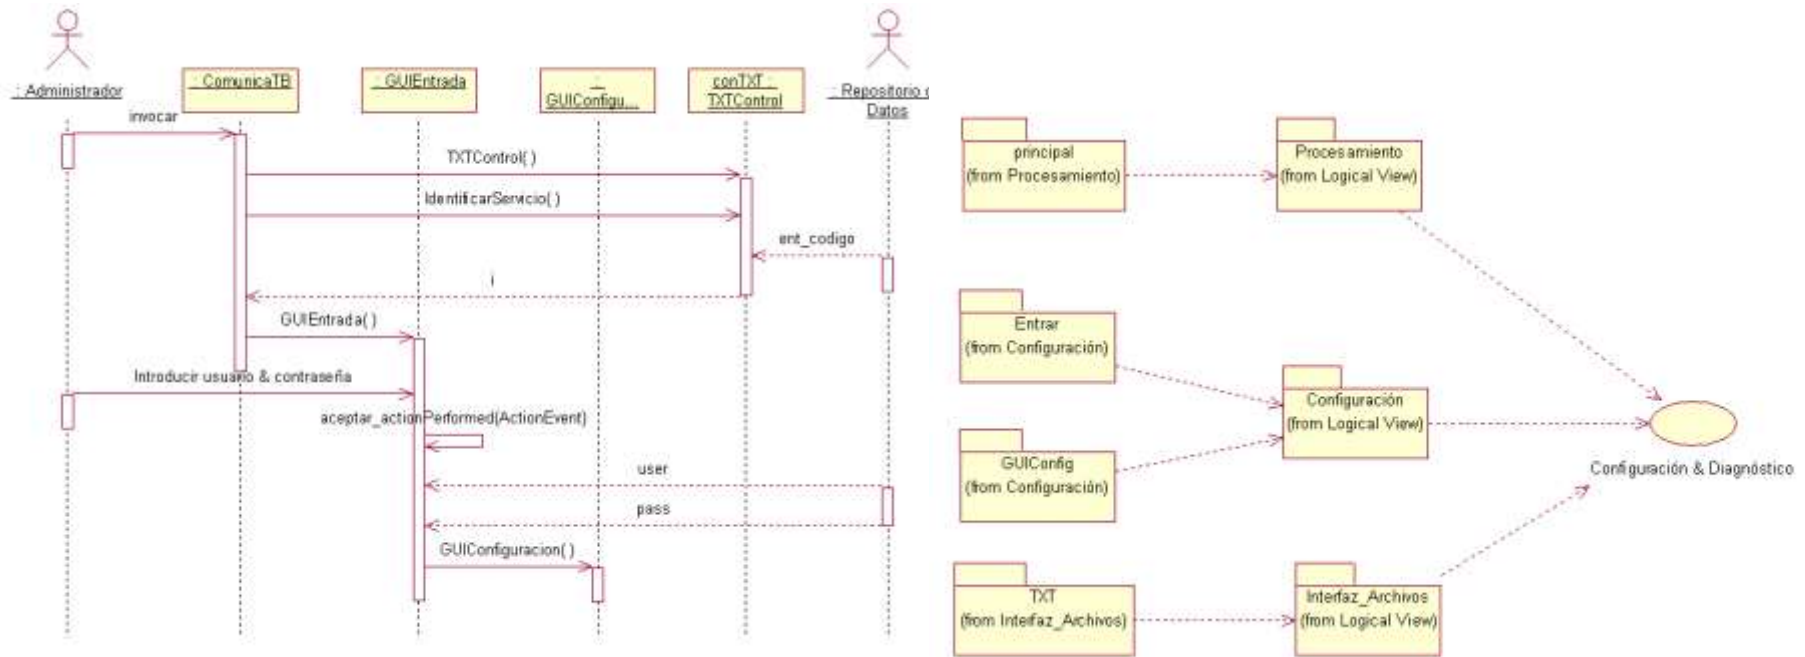 : Administrador
: ComunicaTB
: GUIEntrada
:
GUIConfigu...
conTXT :
TXTControl
: Repositorio
Datos
invocar
TXTControl( )
IdentificarServicio( )
ent_codigo
GUIEntrada( )
Introducir usuario & contraseña
aceptar_actionPerformed(ActionEvent)
user
pass
GUIConfiguracion( )
principal
(from Procesamiento)
Procesamiento
(from Logical View)
Entrar
(from Configuración)
Configuración
(from Logical View)
GUIConfig
(from Configuración)
Configuración & Diagnóstico
TXT
(from Interfaz_Archivos)
Interfaz_Archivos
(from Logical View)